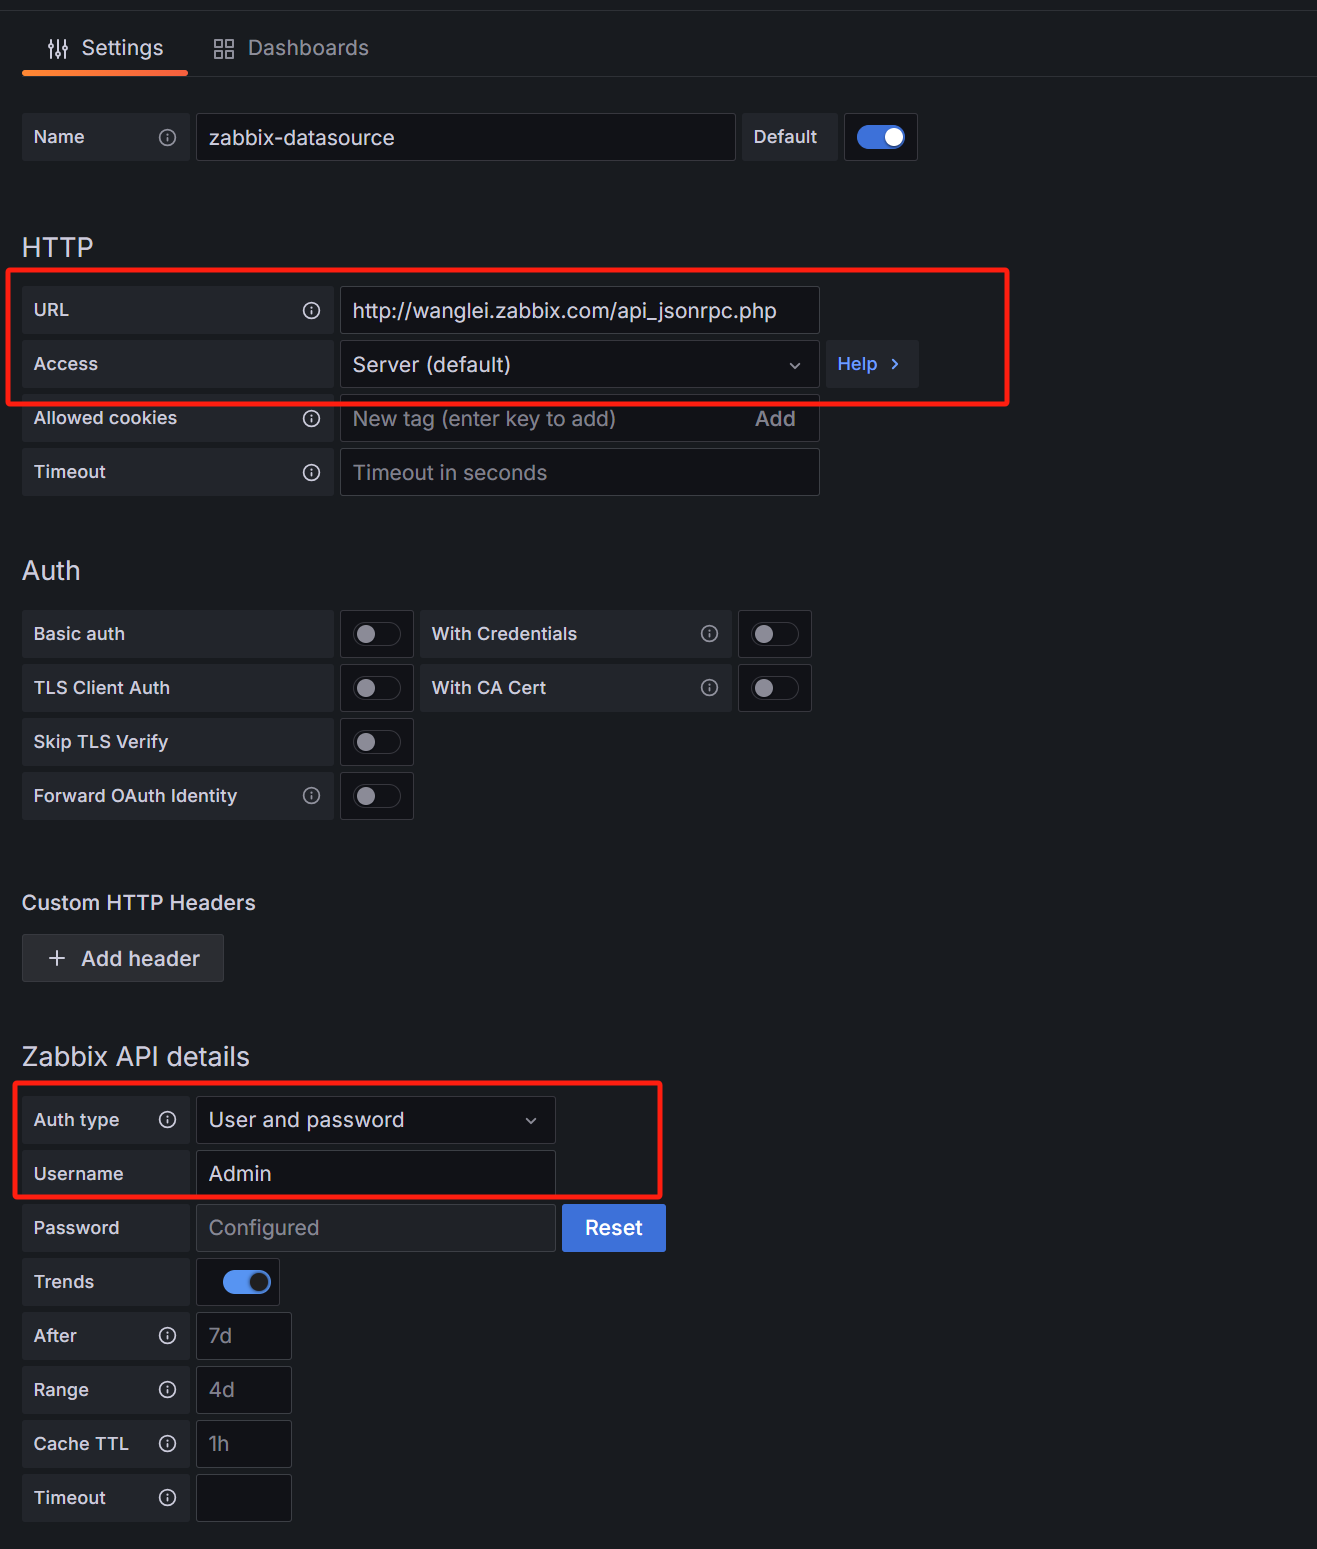 Settings Dashboards
Name zabbix-datasource Default
HTTP
URL http://wanglei.zabbix.com/api_jsonrpc.php
Access Server (default) Help
Allowed cookies New tag (enter key to add) Add
Timeout Timeout in seconds
Auth
Basic auth With Credentials
TLS Client Auth With CA Cert
Skip TLS Verify
Forward OAuth Identity
Custom HTTP Headers
Add header
Zabbix API details
Auth type User and password
Username Admin
Password Configured Reset
Trends
After 7d
Range 4d
Cache TTL 1h
Timeout